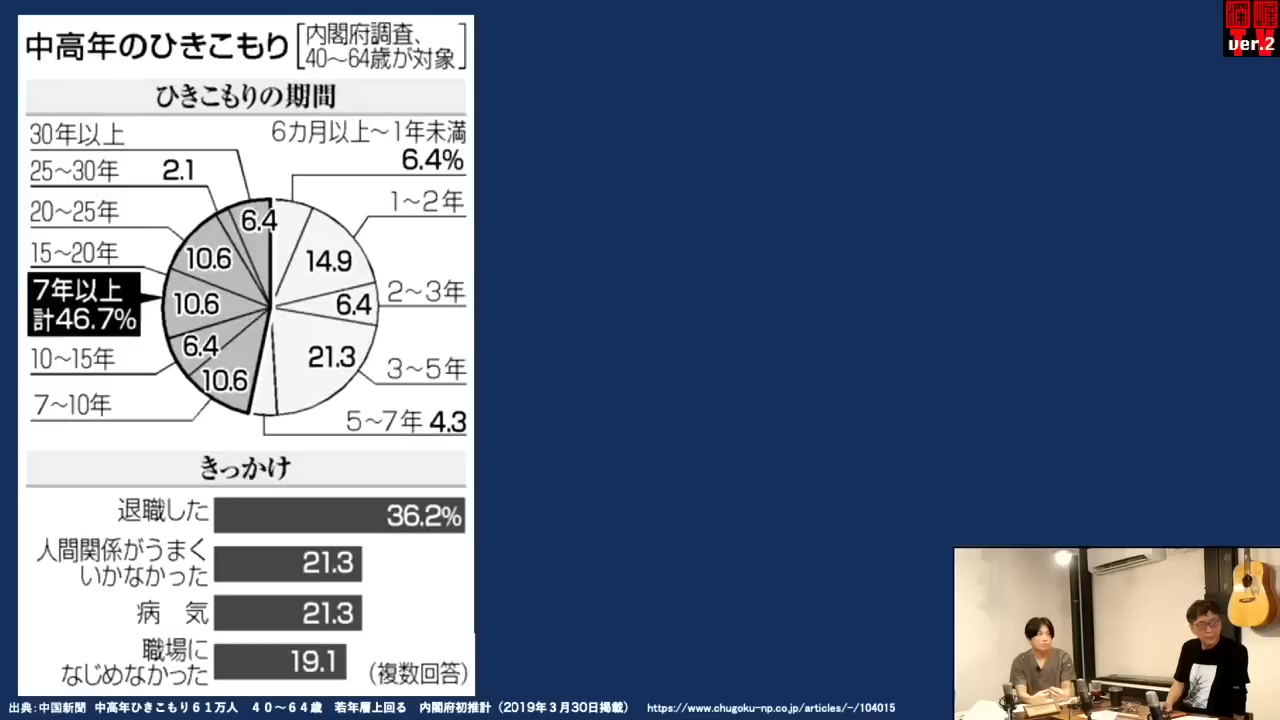 中高年のひきこもり
内閣府調査、
40〜64歳が対象
ひきこもりの期間
30年以上
6カ月以上〜1年未満
6.4%
25〜30年 2.1
1〜2年
20〜25年
6.4
15〜20年
10.6
14.9
7年以上
計46.7%
10.6
6.4
2〜3年
10〜15年
6.4
21.3
3〜5年
7〜10年
10.6
5〜7年 4.3
きっかけ
退職した
36.2%
人間関係がうまく
いかなかった
21.3
病 気
21.3
職場に
なじめなかった
19.1
(複数回答)
出典:中国新聞 中高年ひきこもり61万人 40〜64歳 若年層上回る 内閣府初推計(2019年3月30日掲載) https://www.chugoku-np.co.jp/articles/-/104015
TV
ver.2